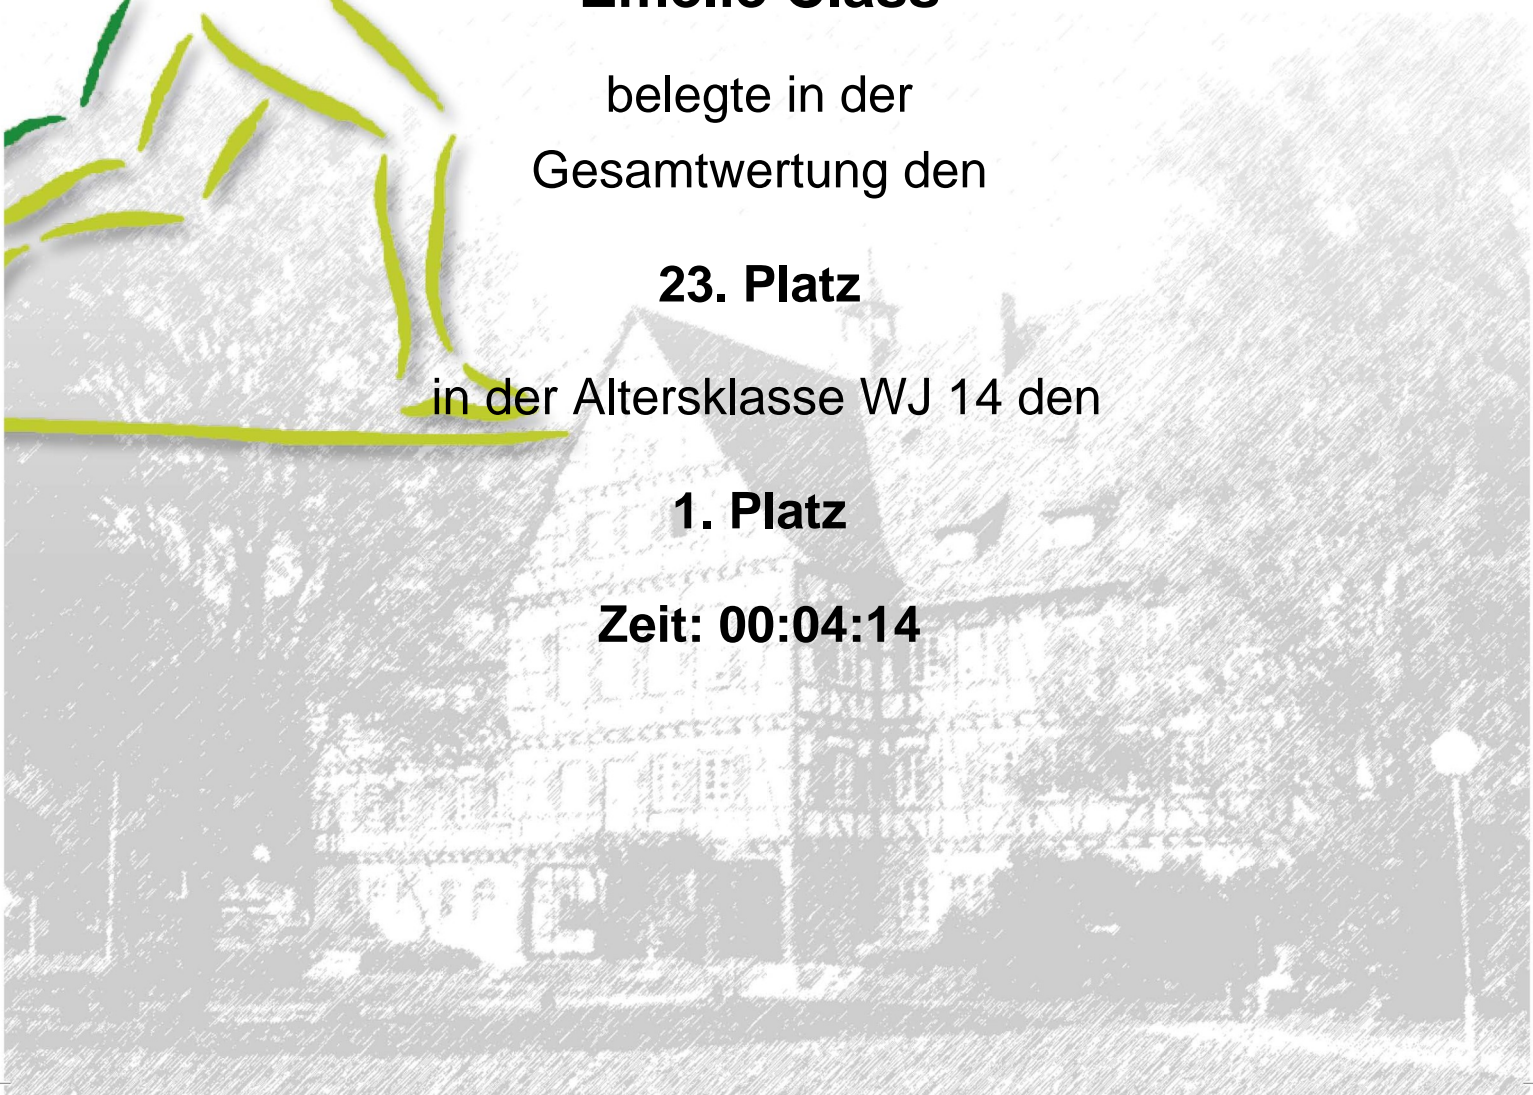 belegte in der
Gesamtwertung den
23. Platz
in der Altersklasse WJ 14 den
1. Platz
Zeit: 00:04:14